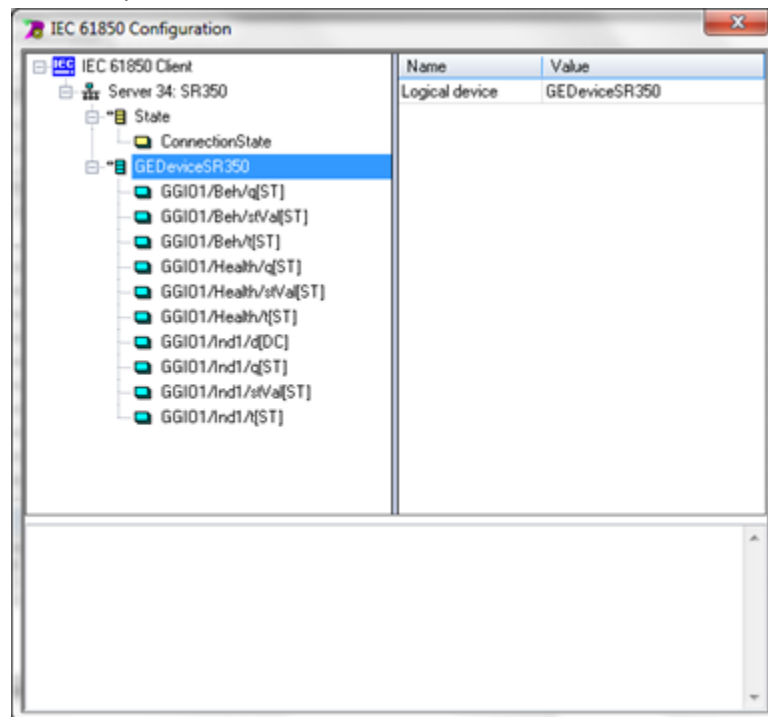 IEC 61850 Configuration
IEC 61850 Client
Server 34: SR350
State
ConnectionState
GEDeviceSR350
GGIO1/Beh/q[ST]
GGIO1/Beh/stVal[ST]
GGIO1/Beh/t[ST]
GGIO1/Health/q[ST]
GGIO1/Health/stVal[ST]
GGIO1/Health/t[ST]
GGIO1/Ind1/d[DC]
GGIO1/Ind1/q[ST]
GGIO1/Ind1/stVal[ST]
GGIO1/Ind1/t[ST]
Name Value
Logical device GEDeviceSR350